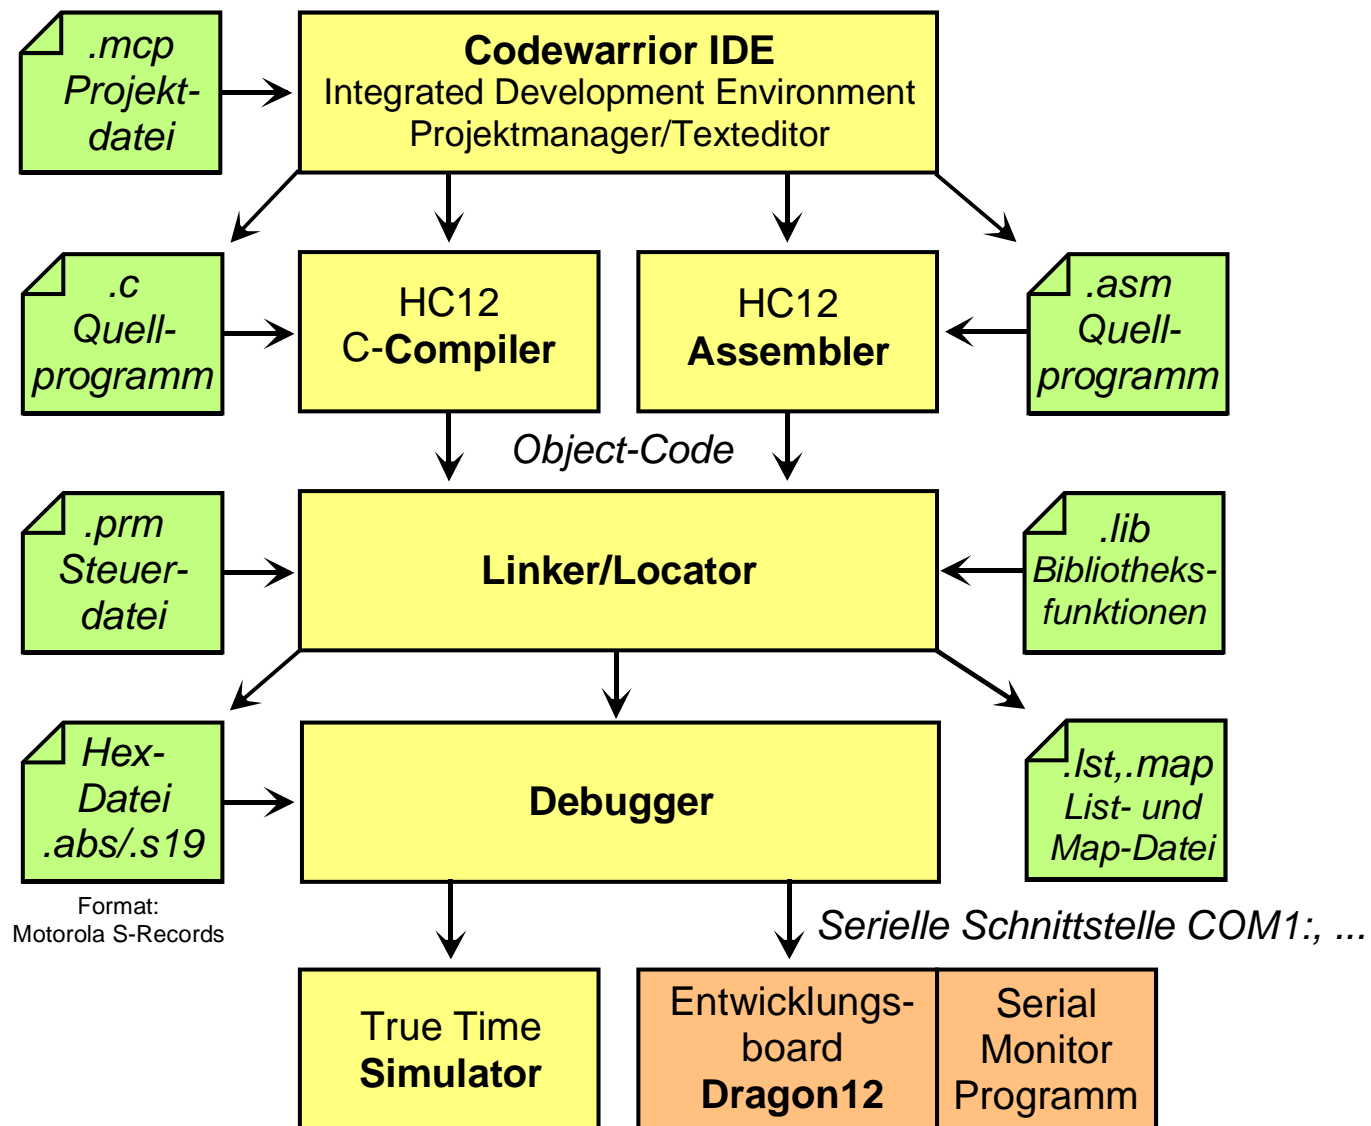 .mcp
Projekt-
datei
Codewarrior IDE
Integrated Development Environment
Projektmanager/Texteditor
.c
Quell-
programm
HC12
C-Compiler
HC12
Assembler
.asm
Quell-
programm
Object-Code
.prm
Steuer-
datei
Linker/Locator
.lib
Bibliotheks-
funktionen
Hex-
Datei
.abs/.s19
Format:
Motorola S-Records
Debugger
.lst,.map
List- und
Map-Datei
Serielle Schnittstelle COM1:, ...
True Time
Simulator
Entwicklungs-
board
Dragon12
Serial
Monitor
Programm